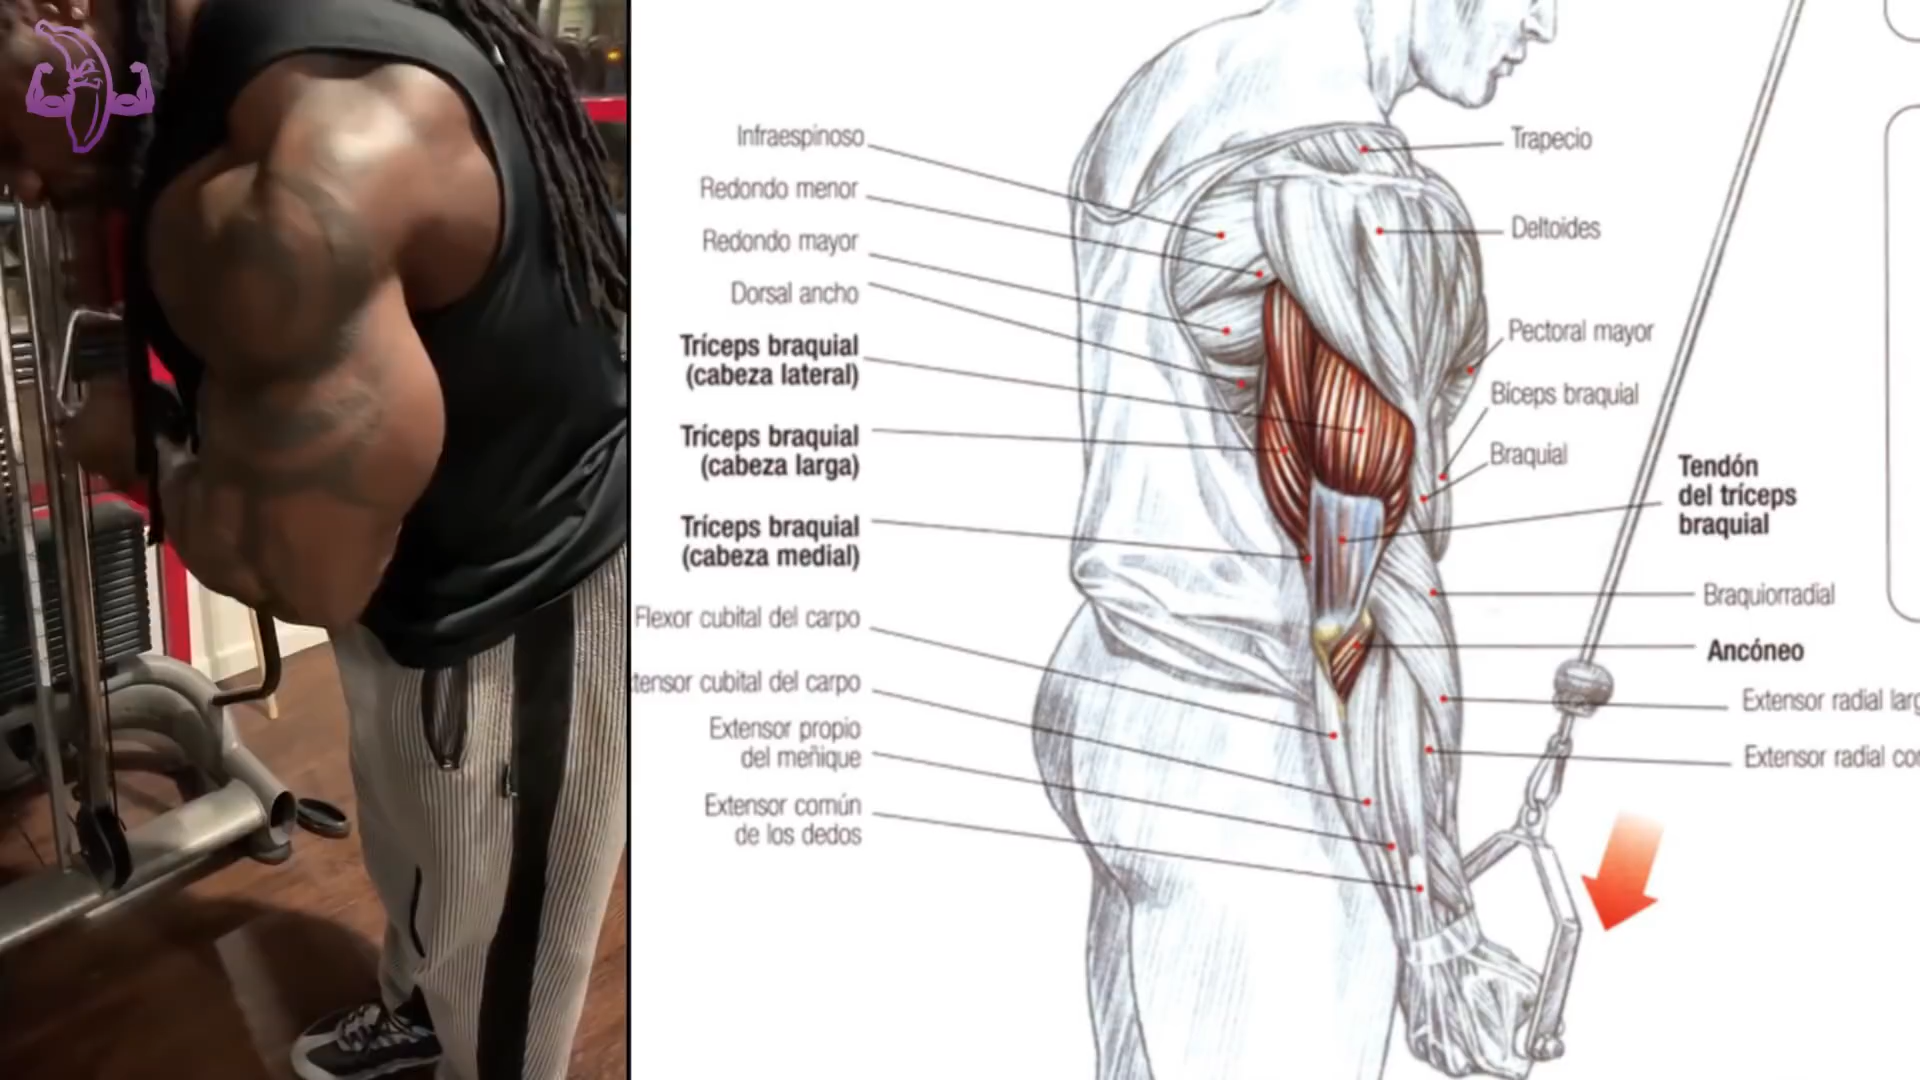 Infraespinoso
Redondo menor
Redondo mayor
Dorsal ancho
Tríceps braquial
(cabeza lateral)
Tríceps braquial
(cabeza larga)
Tríceps braquial
(cabeza medial)
Flexor cubital del carpo
tensor cubital del carpo
Extensor propio
del meñique
Extensor común
de los dedos
Trapecio
Deltoides
Pectoral mayor
Bíceps braquial
Braquial
Tendón
del tríceps
braquial
Braquiorradial
Ancóneo
Extensor radial larg
Extensor radial cor